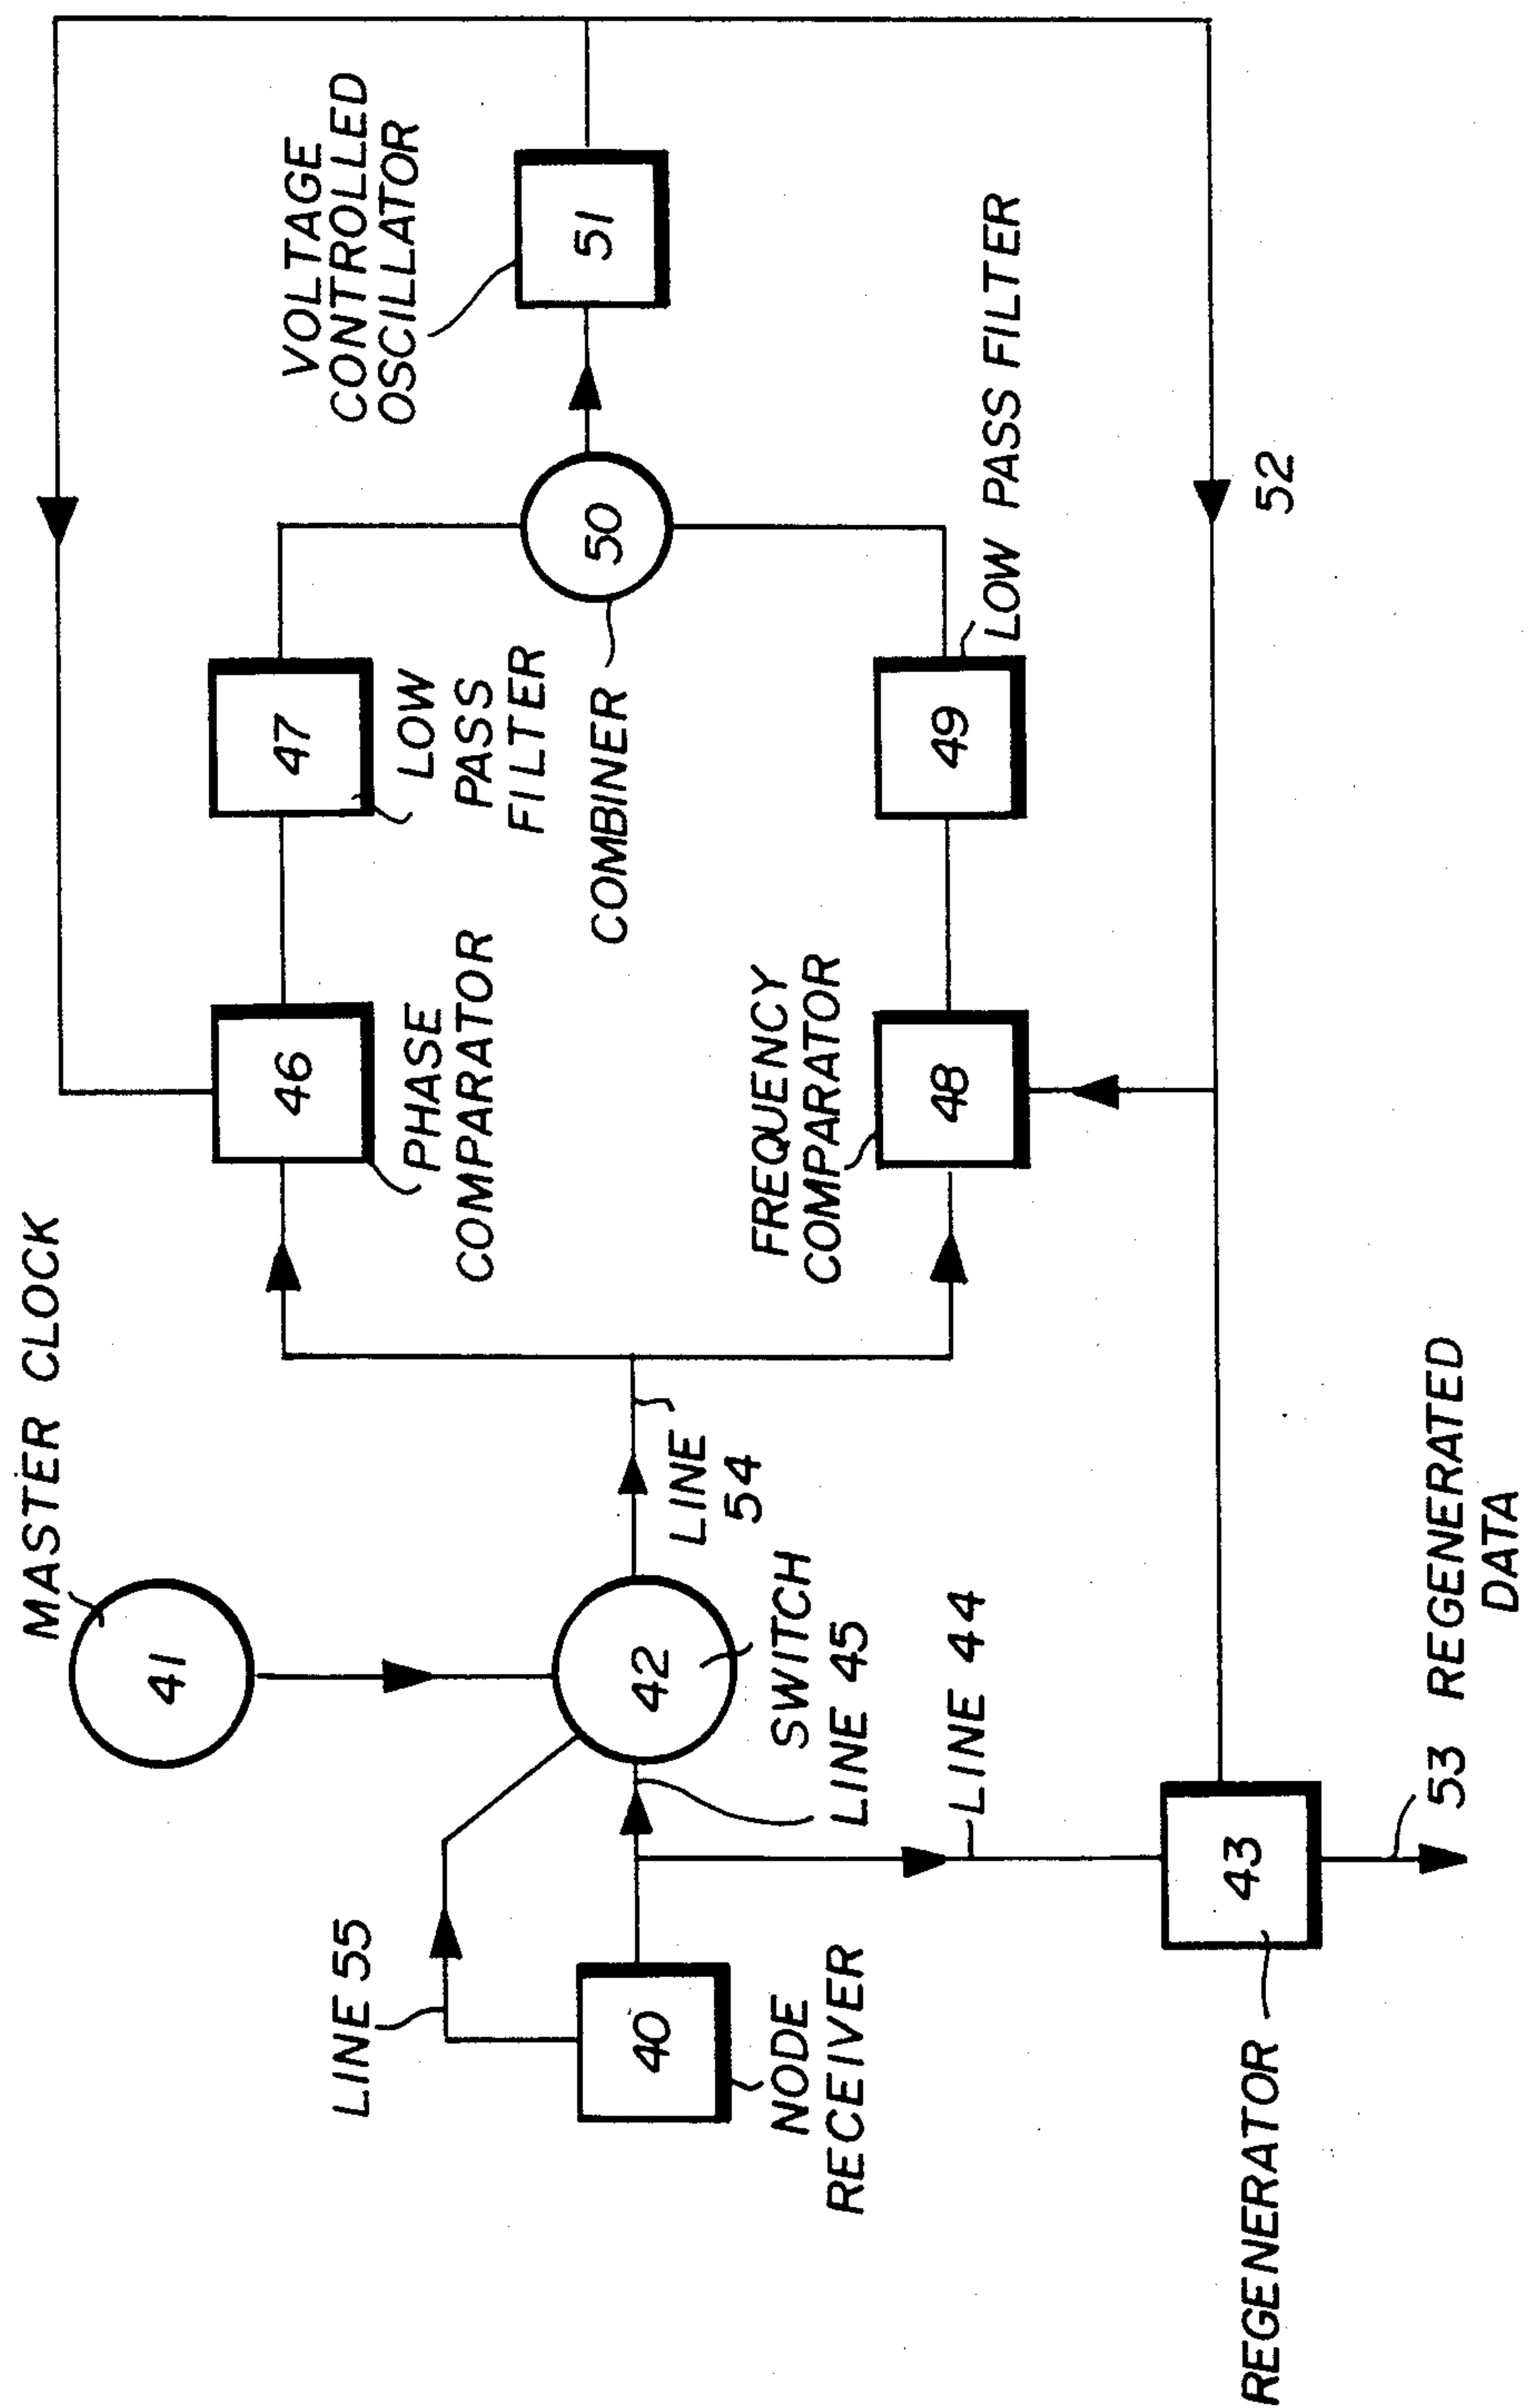 MASTER CLOCK
41
LINE 55
40
NODE
RECEIVER
42
SWITCH
LINE 45
LINE 44
LINE
54
46
PHASE
COMPARATOR
47
LOW
PASS
FILTER
VOLTAGE
CONTROLLED
OSCILLATOR
51
50
COMBINER
FREQUENCY
COMPARATOR
48
49
LOW PASS FILTER
52
REGENERATOR
43
53 REGENERATED
DATA